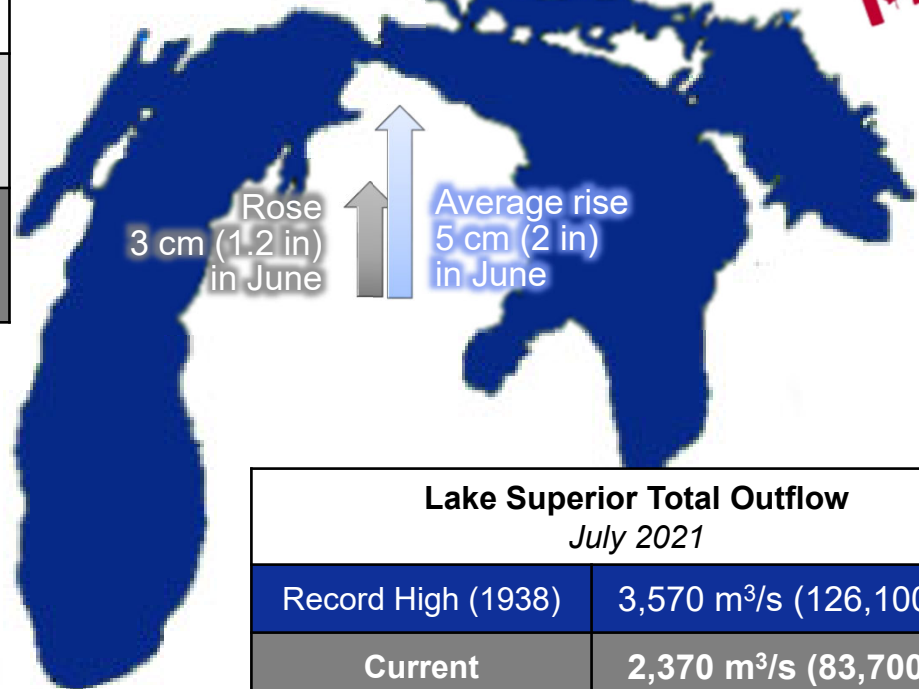 Rose
3 cm (1.2 in)
in June
Average rise
5 cm (2 in)
in June
Lake Superior Total Outflow
July 2021
Record High (1938) 3,570 m³/s (126,100
Current 2,370 m³/s (83,700